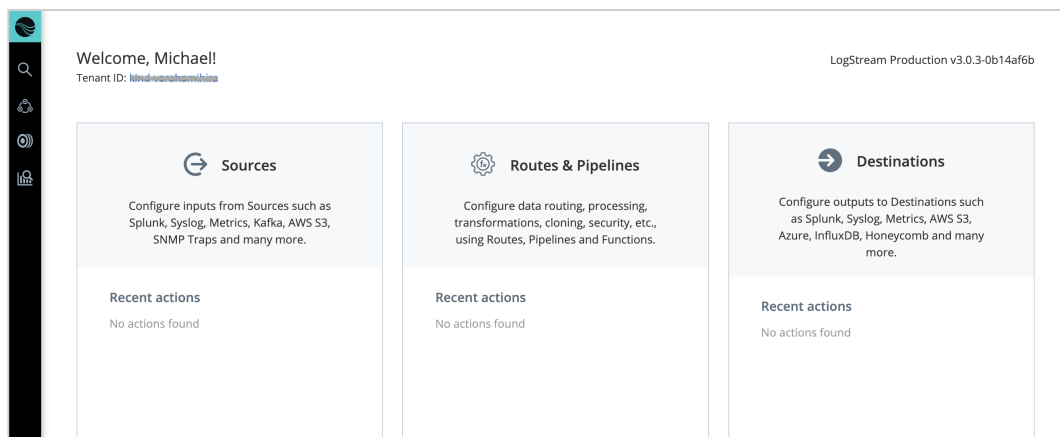 Welcome, Michael!
LogStream Production v3.0.3-0b14af6b
Tenant ID:
Sources
Configure inputs from Sources such as
Splunk, Syslog, Metrics, Kafka, AWS S3,
SNMP Traps and many more.
Recent actions
No actions found
Routes & Pipelines
Configure data routing, processing,
transformations, cloning, security, etc.,
using Routes, Pipelines and Functions.
Recent actions
No actions found
Destinations
Configure outputs to Destinations such
as Splunk, Syslog, Metrics, AWS S3,
Azure, InfluxDB, Honeycomb and many
more.
Recent actions
No actions found